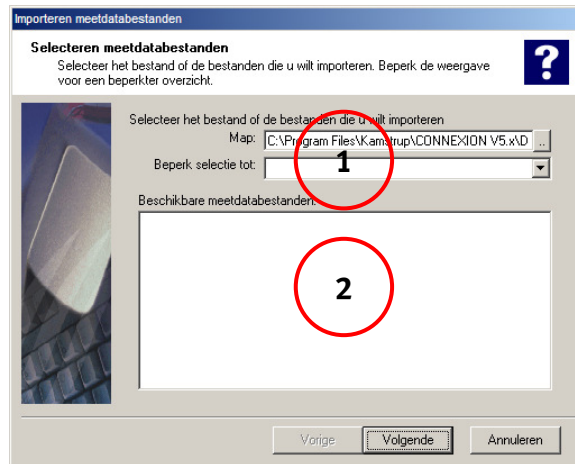 Importeren meetdatabestanden
Selecteren meetdatabestanden
Selecteer het bestand of de bestanden die u wilt importeren. Beperk de weergave
voor een beperkter overzicht.
?
Selecteer het bestand of de bestanden die u wilt importeren
Map: C:\Program Files\Kamstrup\CONNEXION V5.x\D ..
1
Beperk selectie tot:
Beschikbare meetdatabestanden:
2
Vorige Volgende Annuleren